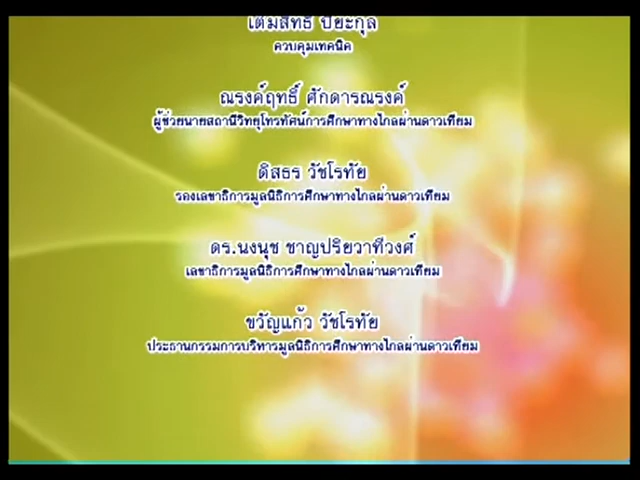 เติมสิทธิ์ ปิยะกุล
ควบคุมเทคนิค
ณรงค์ฤทธิ์ ศักดารณรงค์
ผู้ช่วยนายสถานีวิทยุโทรทัศน์การศึกษาทางไกลผ่านดาวเทียม
ดิสธร วัชโรทัย
รองเลขาธิการมูลนิธิการศึกษาทางไกลผ่านดาวเทียม
ดร.นงนุช ชาญปริยวาทีวงศ์
เลขาธิการมูลนิธิการศึกษาทางไกลผ่านดาวเทียม
ขวัญแก้ว วัชโรทัย
ประธานกรรมการบริหารมูลนิธิการศึกษาทางไกลผ่านดาวเทียม